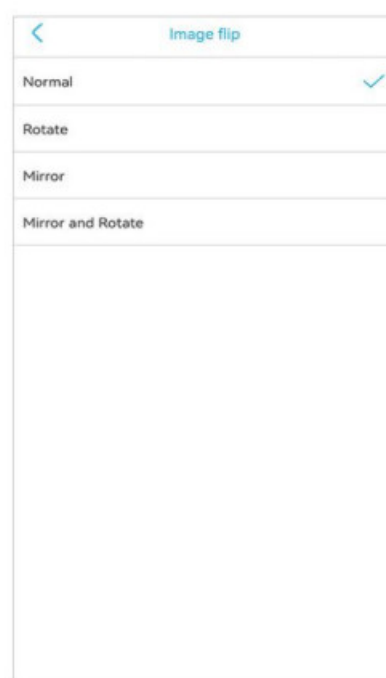 Image flip
Normal
Rotate
Mirror
Mirror and Rotate